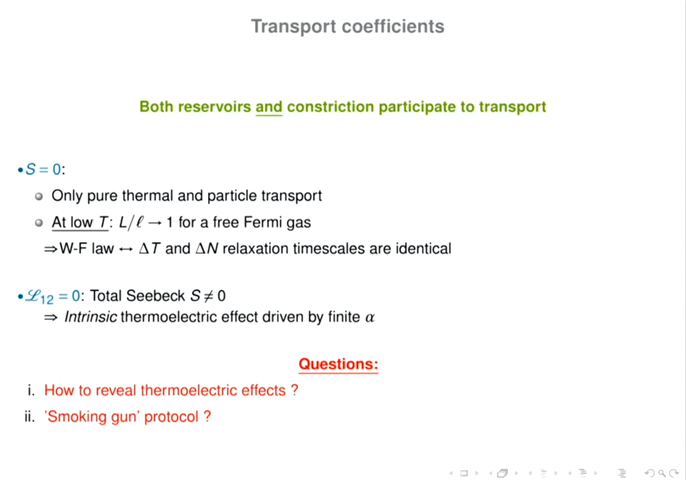 Transport coefficients
Both reservoirs and constriction participate to transport
•S = 0:
Only pure thermal and particle transport
At low T: L/ℓ → 1 for a free Fermi gas
⇒W-F law ↔ ΔT and ΔN relaxation timescales are identical
•ℒ₁₂ = 0: Total Seebeck S ≠ 0
⇒ Intrinsic thermoelectric effect driven by finite α
Questions:
i. How to reveal thermoelectric effects ?
ii. 'Smoking gun' protocol ?